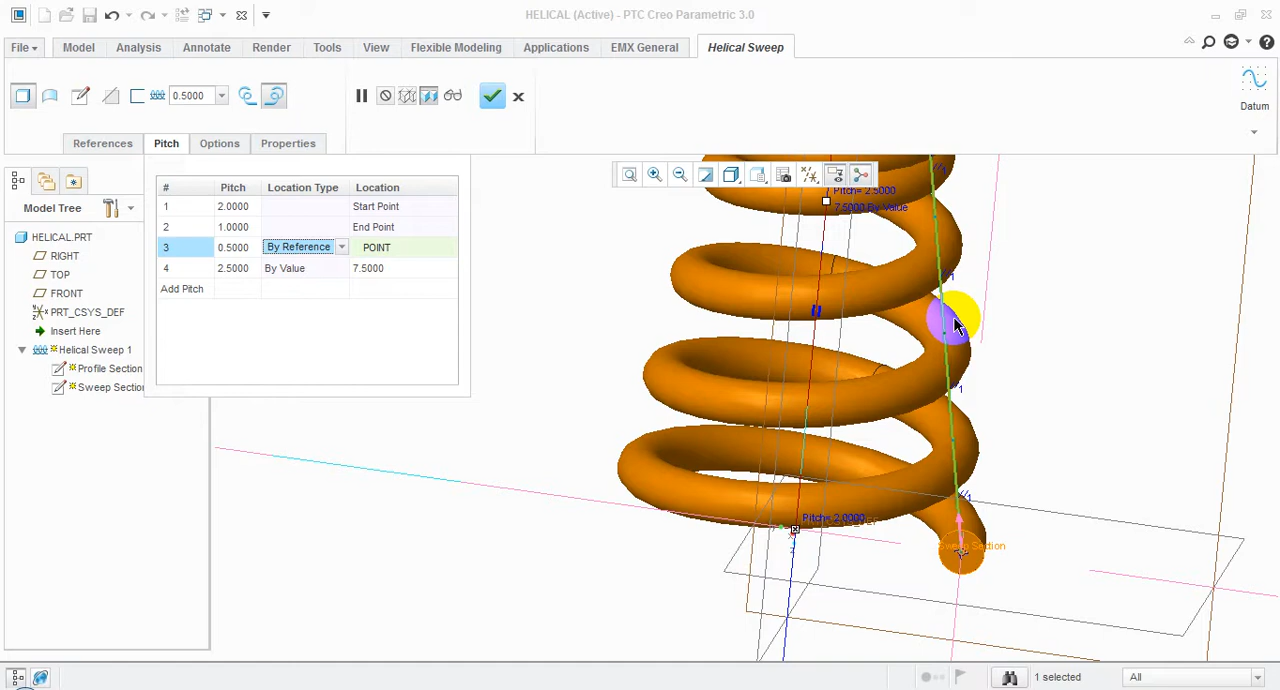 HELICAL (Active) - PTC Creo Parametric 3.0
File Model Analysis Annotate Render Tools View Flexible Modeling Applications EMX General Helical Sweep
0.5000
Datum
References Pitch Options Properties
# Pitch Location Type Location
1 2.0000 Start Point
2 1.0000 End Point
3 0.5000 By Reference POINT
4 2.5000 By Value 7.5000
Add Pitch
Model Tree
HELICAL.PRT
RIGHT
TOP
FRONT
PRT_CSYS_DEF
Insert Here
Helical Sweep 1
Profile Section
Sweep Sectio
Pitch= 2.5000
7.5000 By Value
Pitch= 2.0000
Sweep Section
1 selected
All